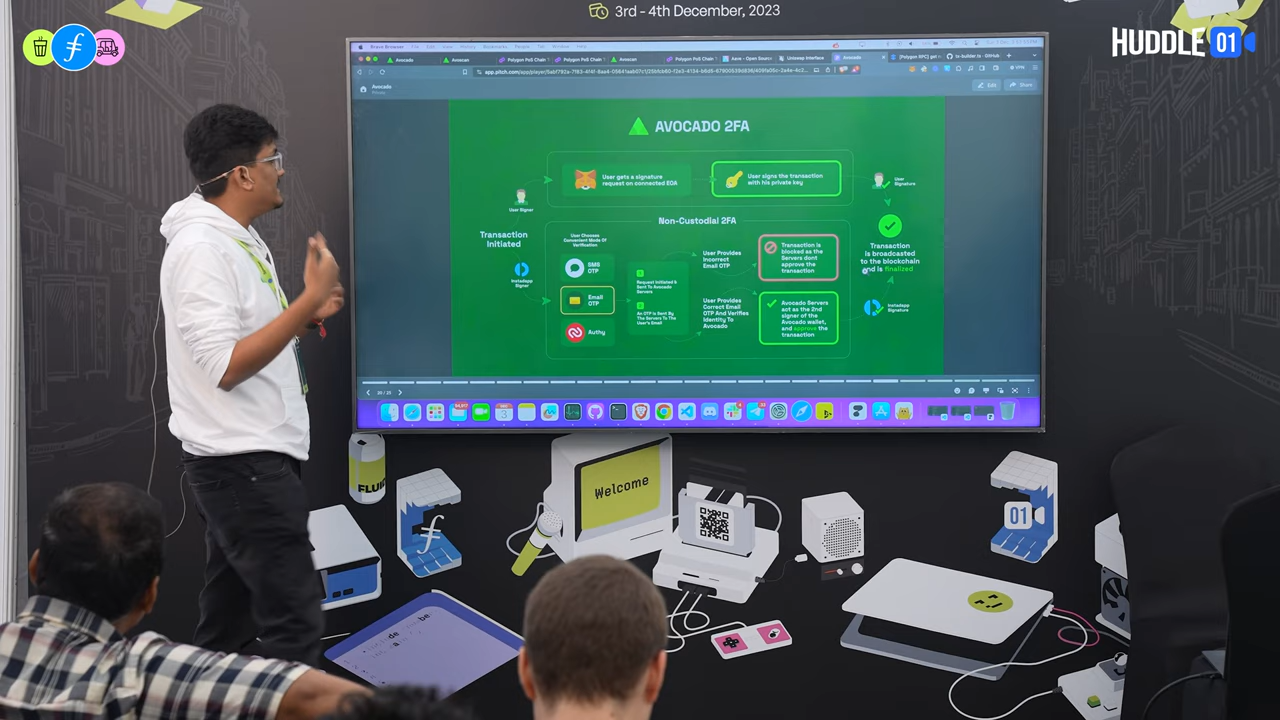 3rd - 4th December, 2023
HUDDLE 01
Avocado
AVOCADO 2FA
User gets a signature
request on connected EOA
User signs the transaction
with his private key
User Signer
User
Signature
Non-Custodial 2FA
Transaction
Initiated
User Chooses
Convenient Mode Of
Verification
SMS
OTP
Email
OTP
Authy
Instadapp
Signer
Request Initiated &
Sent To Avocado
Servers
An OTP Is Sent By
The Servers To The
User's Email
User Provides
Incorrect
Email OTP
User Provides
Correct Email
OTP And Verifies
Identity To
Avocado
Transaction is
blocked as the
Servers dont
approve the
transaction
Avocado Servers
act as the 2nd
signer of the
Avocado wallet,
and approve the
transaction
Transaction
is broadcasted
to the blockchain
and is finalized
Instadapp
Signature
Edit
Share
Welcome
FLUI
01